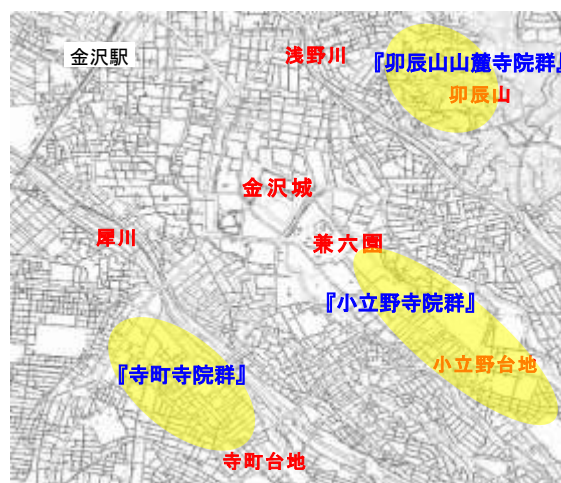 金沢駅
浅野川
『卯辰山山麓寺院群』
卯辰山
金沢城
犀川
兼六園
『小立野寺院群』
小立野台地
『寺町寺院群』
寺町台地